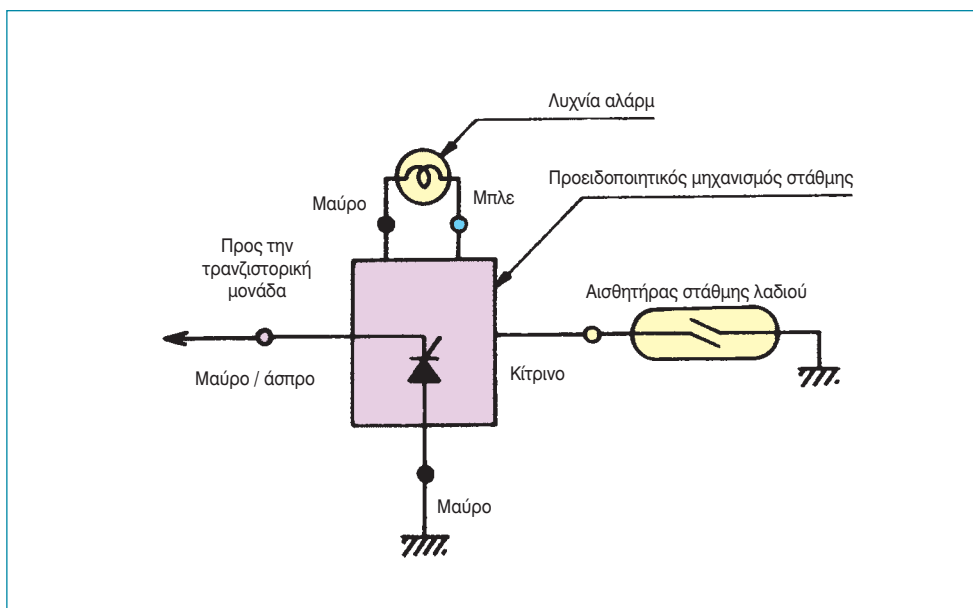 Λυχνία αλάρμ
Προειδοποιητικός μηχανισμός στάθμης
Μαύρο
Μπλε
Προς την
τρανζιστορική
μονάδα
Αισθητήρας στάθμης λαδιού
Μαύρο / άσπρο
Κίτρινο
Μαύρο